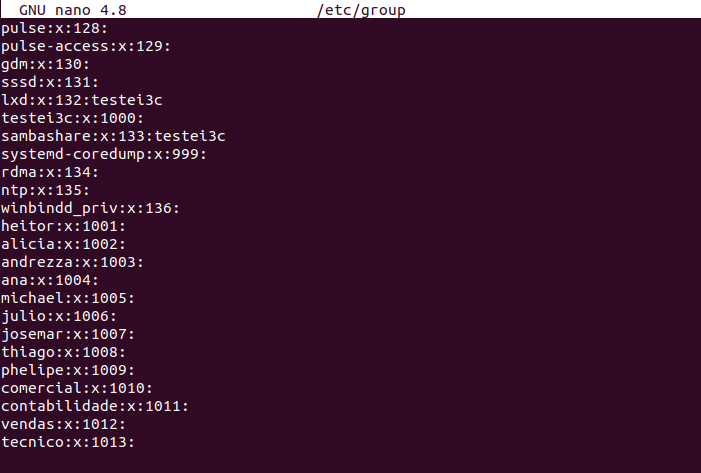 GNU nano 4.8 /etc/group
pulse:x:128:
pulse-access:x:129:
gdm:x:130:
sssd:x:131:
lxd:x:132:testei3c
testei3c:x:1000:
sambashare:x:133:testei3c
systemd-coredump:x:999:
rdma:x:134:
ntp:x:135:
winbindd_priv:x:136:
heitor:x:1001:
alicia:x:1002:
andrezza:x:1003:
ana:x:1004:
michael:x:1005:
julio:x:1006:
josemar:x:1007:
thiago:x:1008:
phelipe:x:1009:
comercial:x:1010:
contabilidade:x:1011:
vendas:x:1012:
tecnico:x:1013: